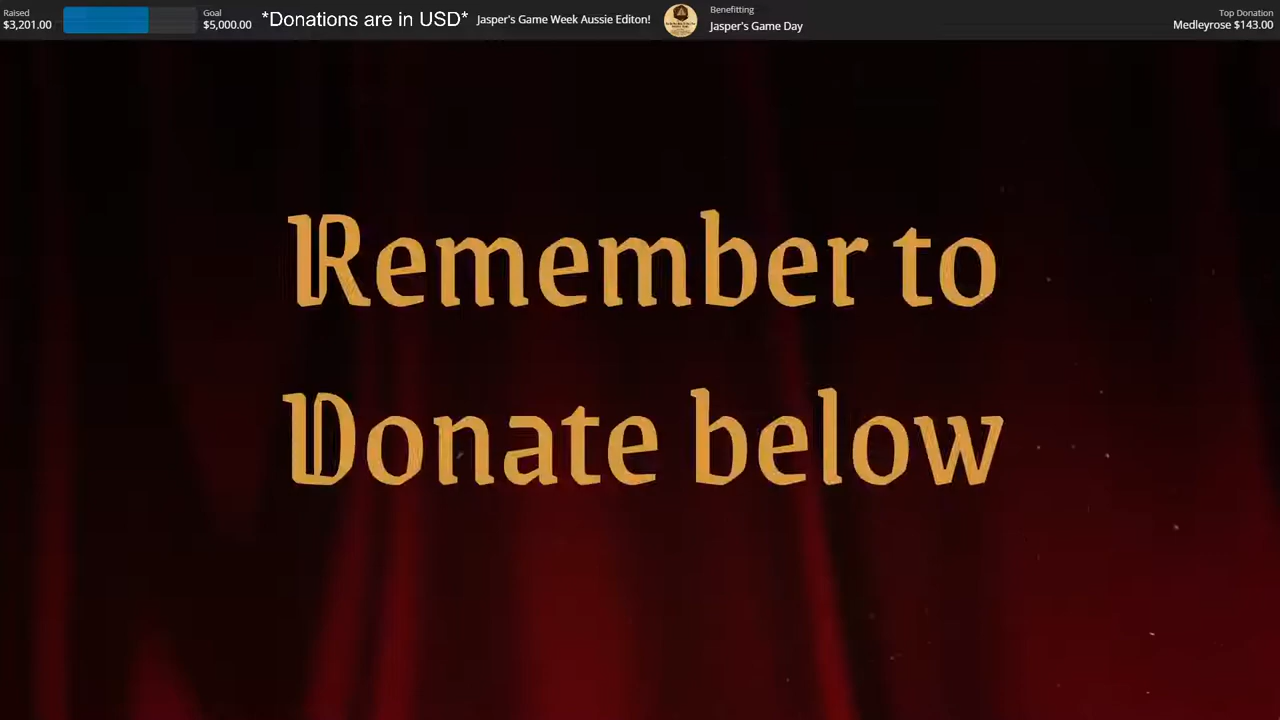 Raised
$3,201.00
Goal
$5,000.00
*Donations are in USD*
Jasper's Game Week Aussie Editon!
Benefitting
Jasper's Game Day
Top Donation
Medleyrose $143.00
Remember to
Donate below